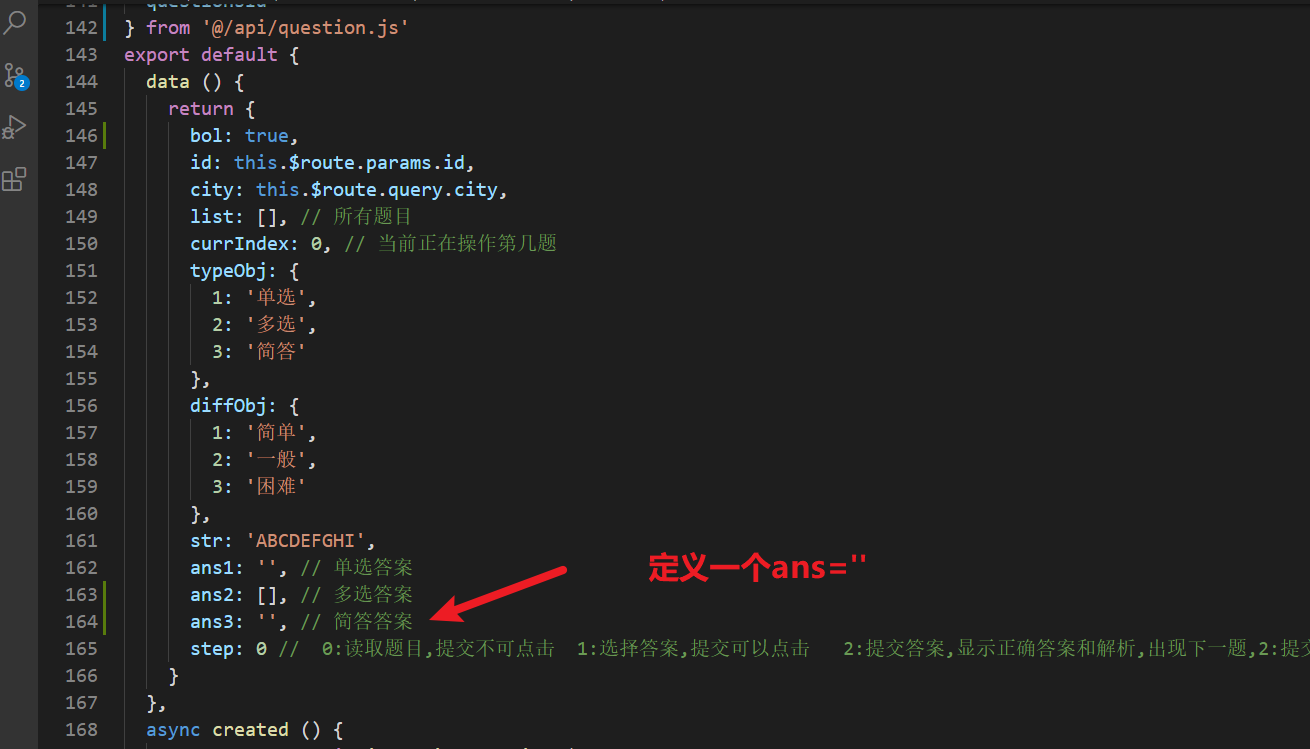 142 } from '@/api/question.js'
143 export default {
144 data () {
145 return {
146 bol: true,
147 id: this.$route.params.id,
148 city: this.$route.query.city,
149 list: [], // 所有题目
150 currIndex: 0, // 当前正在操作第几题
151 typeObj: {
152 1: '单选',
153 2: '多选',
154 3: '简答'
155 },
156 diffObj: {
157 1: '简单',
158 2: '一般',
159 3: '困难'
160 },
161 str: 'ABCDEFGHI',
162 ans1: '', // 单选答案
定义一个ans=''
163 ans2: [], // 多选答案
164 ans3: '', // 简答答案
2
165 step: 0 // 0:读取题目,提交不可点击 1:选择答案,提交可以点击 2:提交答案,显示正确答案和解析,出现下一题,2:提交
166 }
167 },
168 async created () {